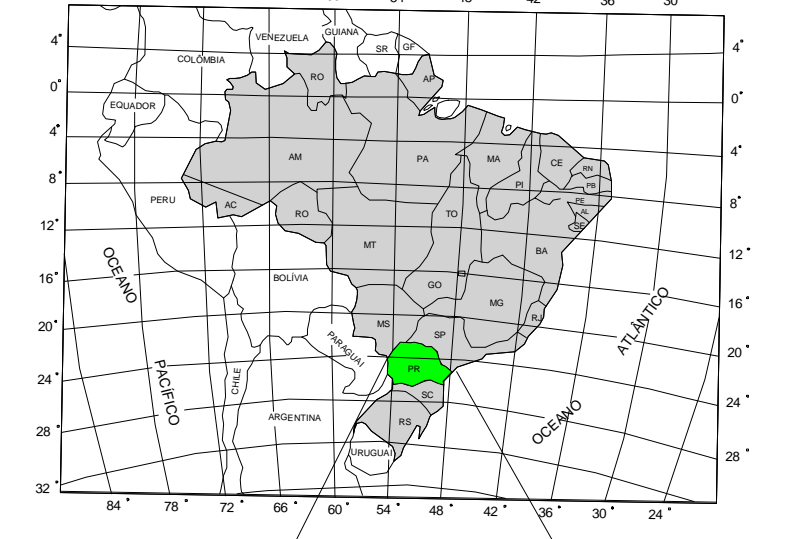 42
36
30
VENEZUELA
GUIANA
SR
GF
4°
4°
COLÔMBIA
RO
AP
0°
0°
EQUADOR
4°
4°
AM
PA
MA
CE
RN
PI
PB
8°
8°
PERU
AC
RO
TO
PE
AL
SE
12°
12°
MT
BA
OCEANO
BOLÍVIA
16°
16°
GO
MG
RJ
MS
SP
20°
20°
PARAGUAI
ATLÂNTICO
PR
24°
24°
CHILE
PACÍFICO
SC
ARGENTINA
RS
OCEANO
28°
28°
URUGUAI
32°
84° 78° 72° 66° 60° 54° 48° 42° 36° 30° 24°